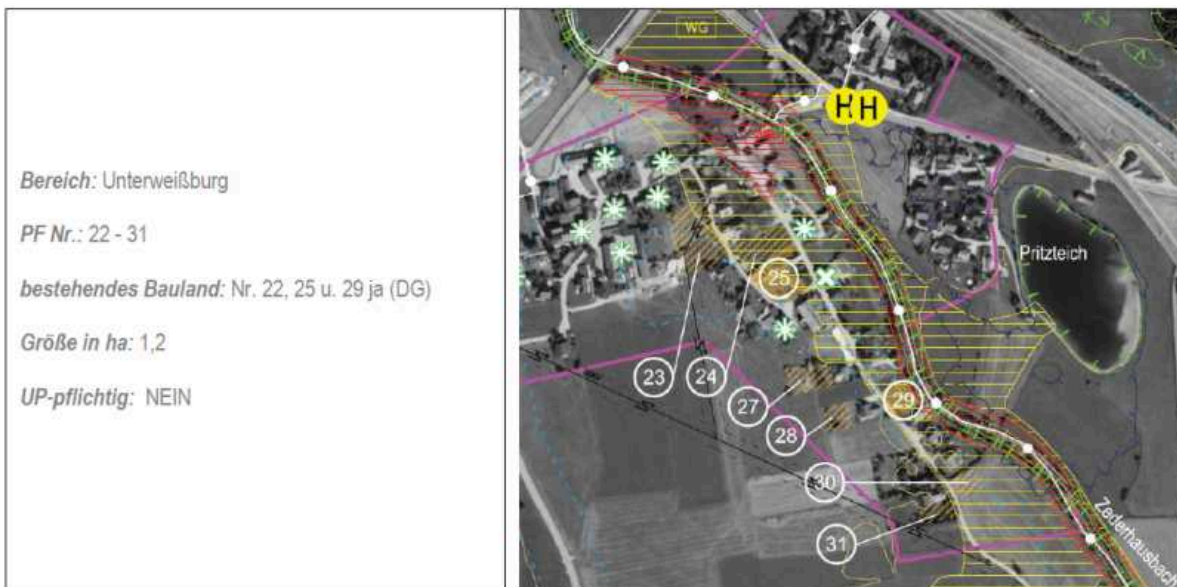 Bereich: Unterweißburg
PF Nr.: 22 - 31
bestehendes Bauland: Nr. 22, 25 u. 29 ja (DG)
Größe in ha: 1,2
UP-pflichtig: NEIN
WG
H H
Pritzteich
25
23
24
27
29
28
30
31
Zederhausbach